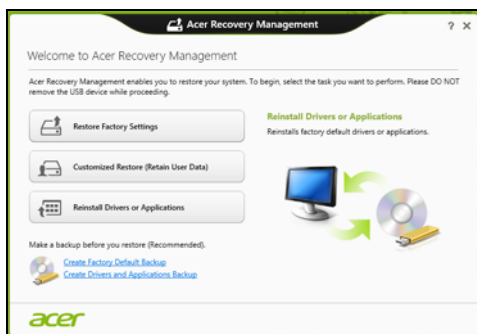 Acer Recovery Management
Welcome to Acer Recovery Management
Acer Recovery Management enables you to restore your system. To begin, select the task you want to perform. Please DO NOT
remove the USB device while proceeding.
Restore Factory Settings
Customized Restore (Retain User Data)
Reinstall Drivers or Applications
Reinstall Drivers or Applications
Reinstalls factory default drivers or applications.
Make a backup before you restore (Recommended).
Create Factory Default Backup
Create Drivers and Applications Backup
acer